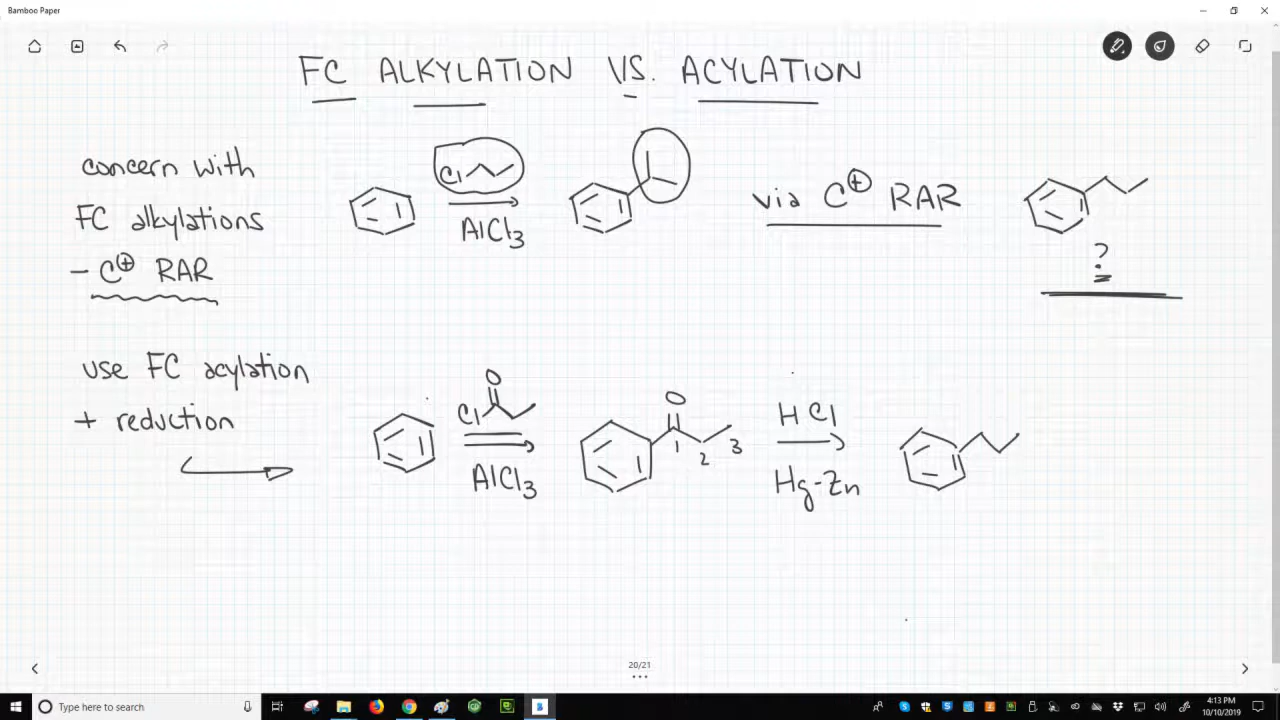 Bamboo Paper
FC ALKYLATION VS. ACYLATION
concern with
FC alkylations
- C⊕ RAR
Cl
AlCl3
via C⊕ RAR
?
use FC acylation
+ reduction
O
Cl
AlCl3
O
1
2
3
HCl
Hg-Zn
20/21
Type here to search
4:13 PM
10/10/2019